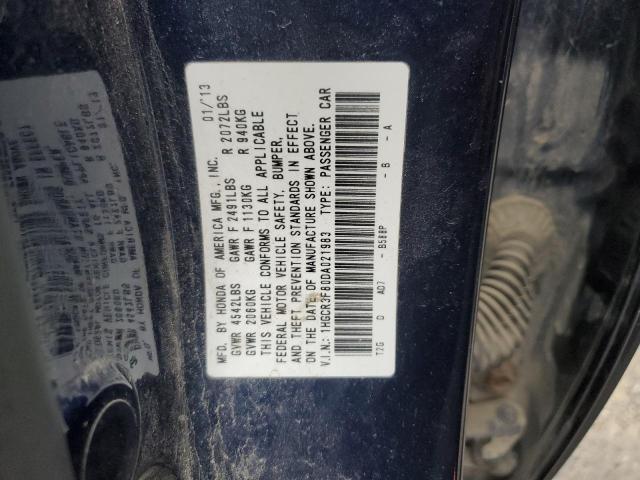 MFD. BY HONDA OF AMERICA MFG., INC. 01/13
GVWR 4542LBS GAWR F 2491LBS R 2072LBS
GVWR 2060KG GAWR F 1130KG R 940KG
THIS VEHICLE CONFORMS TO ALL APPLICABLE
FEDERAL MOTOR VEHICLE SAFETY, BUMPER,
AND THEFT PREVENTION STANDARDS IN EFFECT
ON THE DATE OF MANUFACTURE SHOWN ABOVE.
V.I.N.: 1HGCR3F80DA021983 TYPE: PASSENGER CAR
T2G D AD7 - B588P - B - A